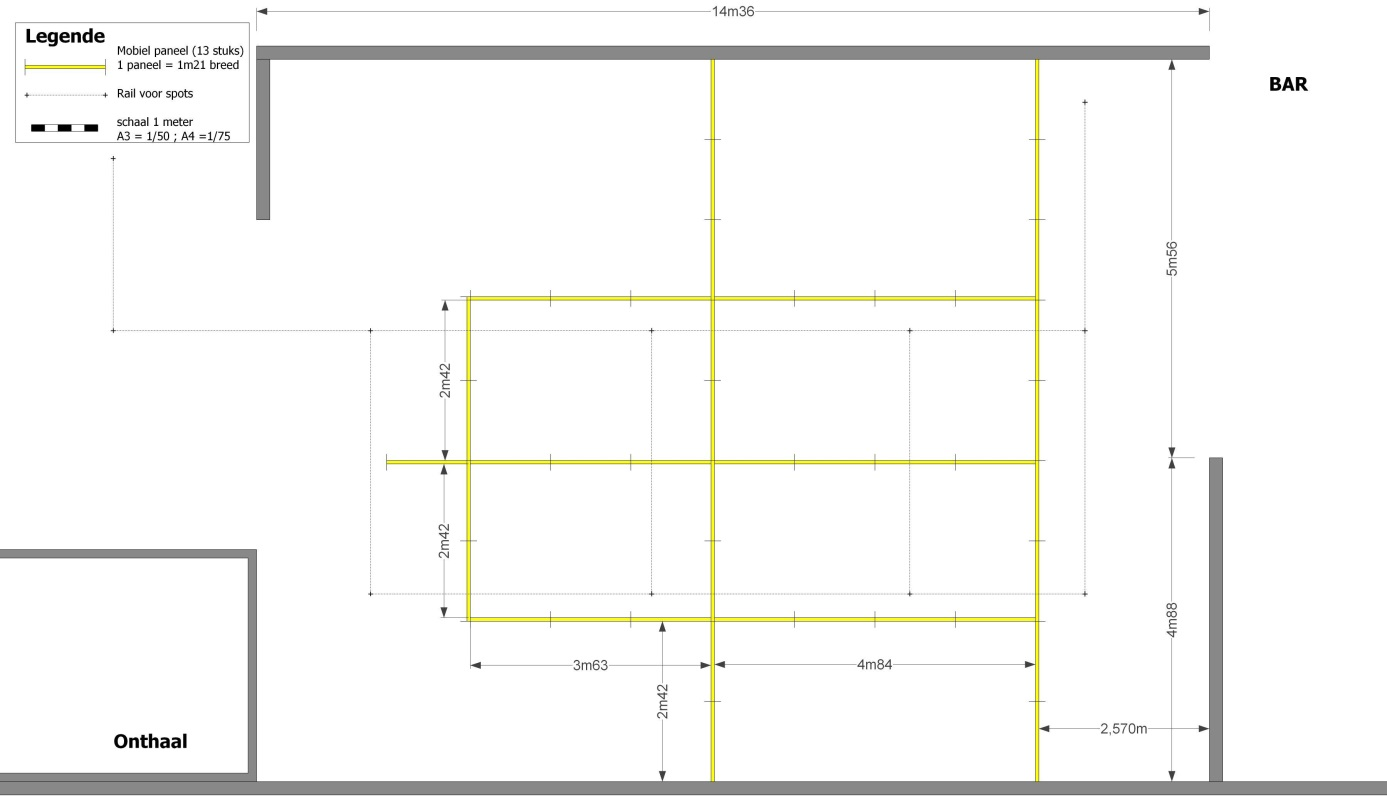 14m36
Legende
Mobiel paneel (13 stuks)
1 paneel = 1m21 breed
Rail voor spots
schaal 1 meter
A3 = 1/50 ; A4 =1/75
BAR
5m56
2m42
2m42
4m88
3m63
4m84
2m42
2,570m
Onthaal